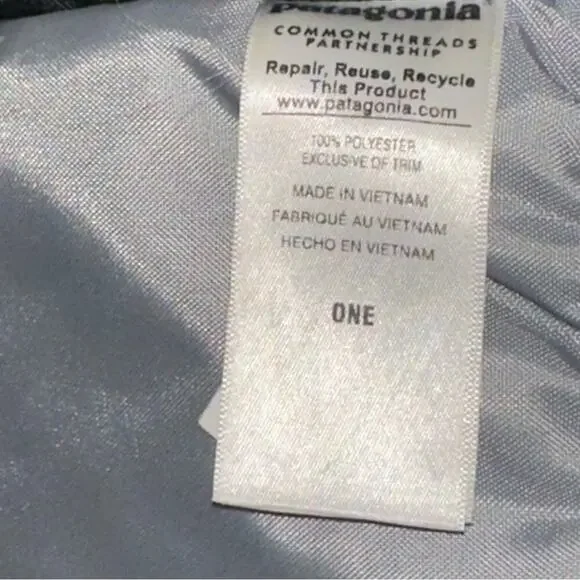 patagonia
COMMON THREADS
PARTNERSHIP
Repair, Reuse, Recycle
This Product
www.patagonia.com
100% POLYESTER
EXCLUSIVE OF TRIM
MADE IN VIETNAM
FABRIQUÉ AU VIETNAM
HECHO EN VIETNAM
ONE